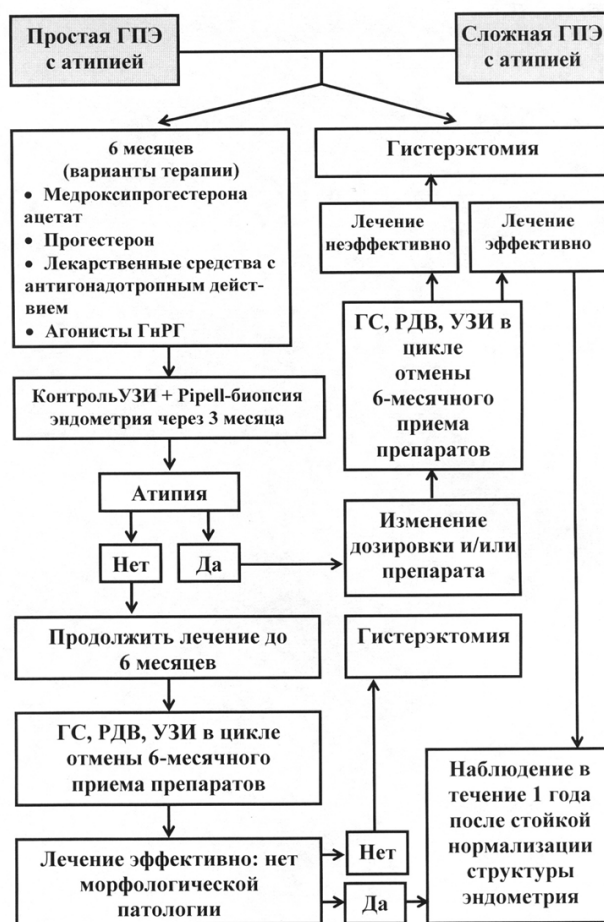 Простая ГПЭ
с атипией
Сложная ГПЭ
с атипией
6 месяцев
(варианты терапии)
• Медроксипрогестерона
ацетат
• Прогестерон
• Лекарственные средства с
антигонадотропным дейст-
вием
• Агонисты ГнРГ
Гистерэктомия
Лечение
неэффективно
Лечение
эффективно
ГС, РДВ, УЗИ в
цикле
отмены
6-месячного
приема
препаратов
КонтрольУЗИ + Pipell-биопсия
эндометрия через 3 месяца
Атипия
Нет
Да
Изменение
дозировки и/или
препарата
Продолжить лечение до
6 месяцев
Гистерэктомия
ГС, РДВ, УЗИ в цикле
отмены 6-месячного
приема препаратов
Лечение эффективно: нет
морфологической
патологии
Нет
Да
Наблюдение в
течение 1 года
после стойкой
нормализации
структуры
эндометрия